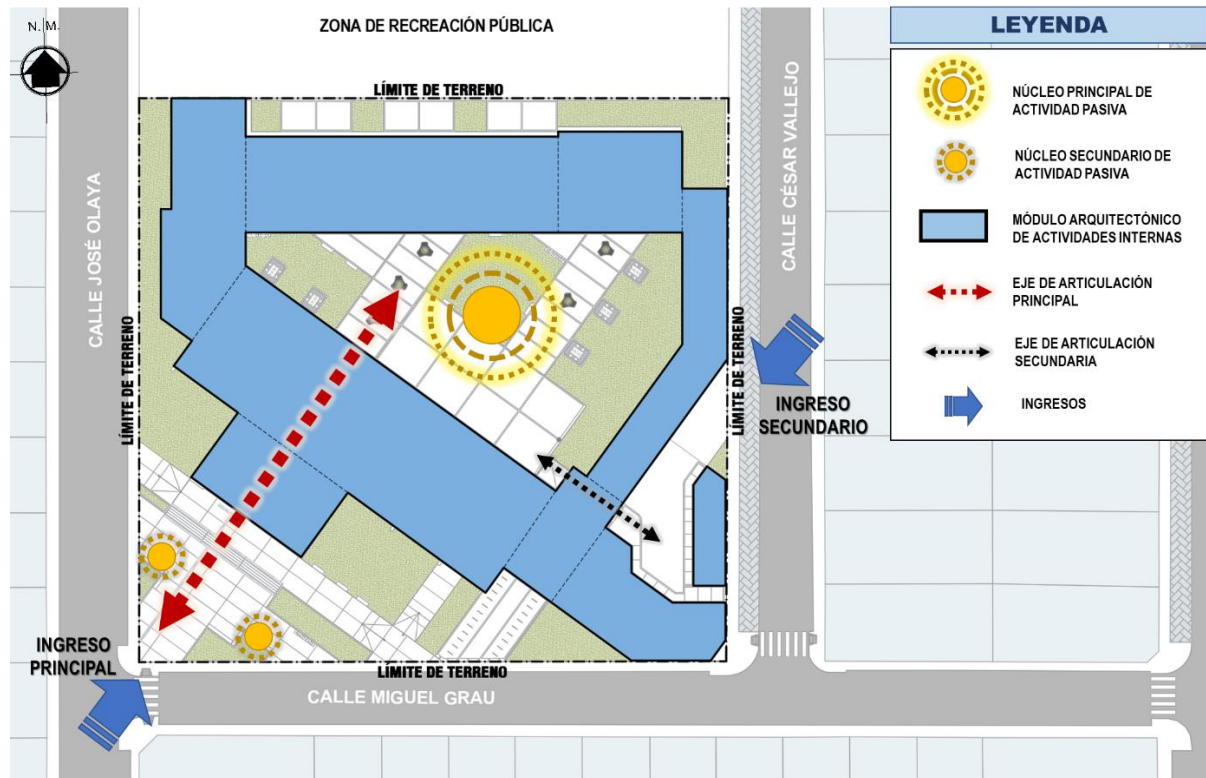 N.M.
ZONA DE RECREACIÓN PÚBLICA
LÍMITE DE TERRENO
CALLE JOSÉ OLAYA
LÍMITE DE TERRENO
CALLE CÉSAR VALLEJO
LÍMITE DE TERRENO
INGRESO
SECUNDARIO
INGRESO
PRINCIPAL
LÍMITE DE TERRENO
CALLE MIGUEL GRAU
LEYENDA
NÚCLEO PRINCIPAL DE
ACTIVIDAD PASIVA
NÚCLEO SECUNDARIO DE
ACTIVIDAD PASIVA
MÓDULO ARQUITECTÓNICO
DE ACTIVIDADES INTERNAS
EJE DE ARTICULACIÓN
PRINCIPAL
EJE DE ARTICULACIÓN
SECUNDARIA
INGRESOS